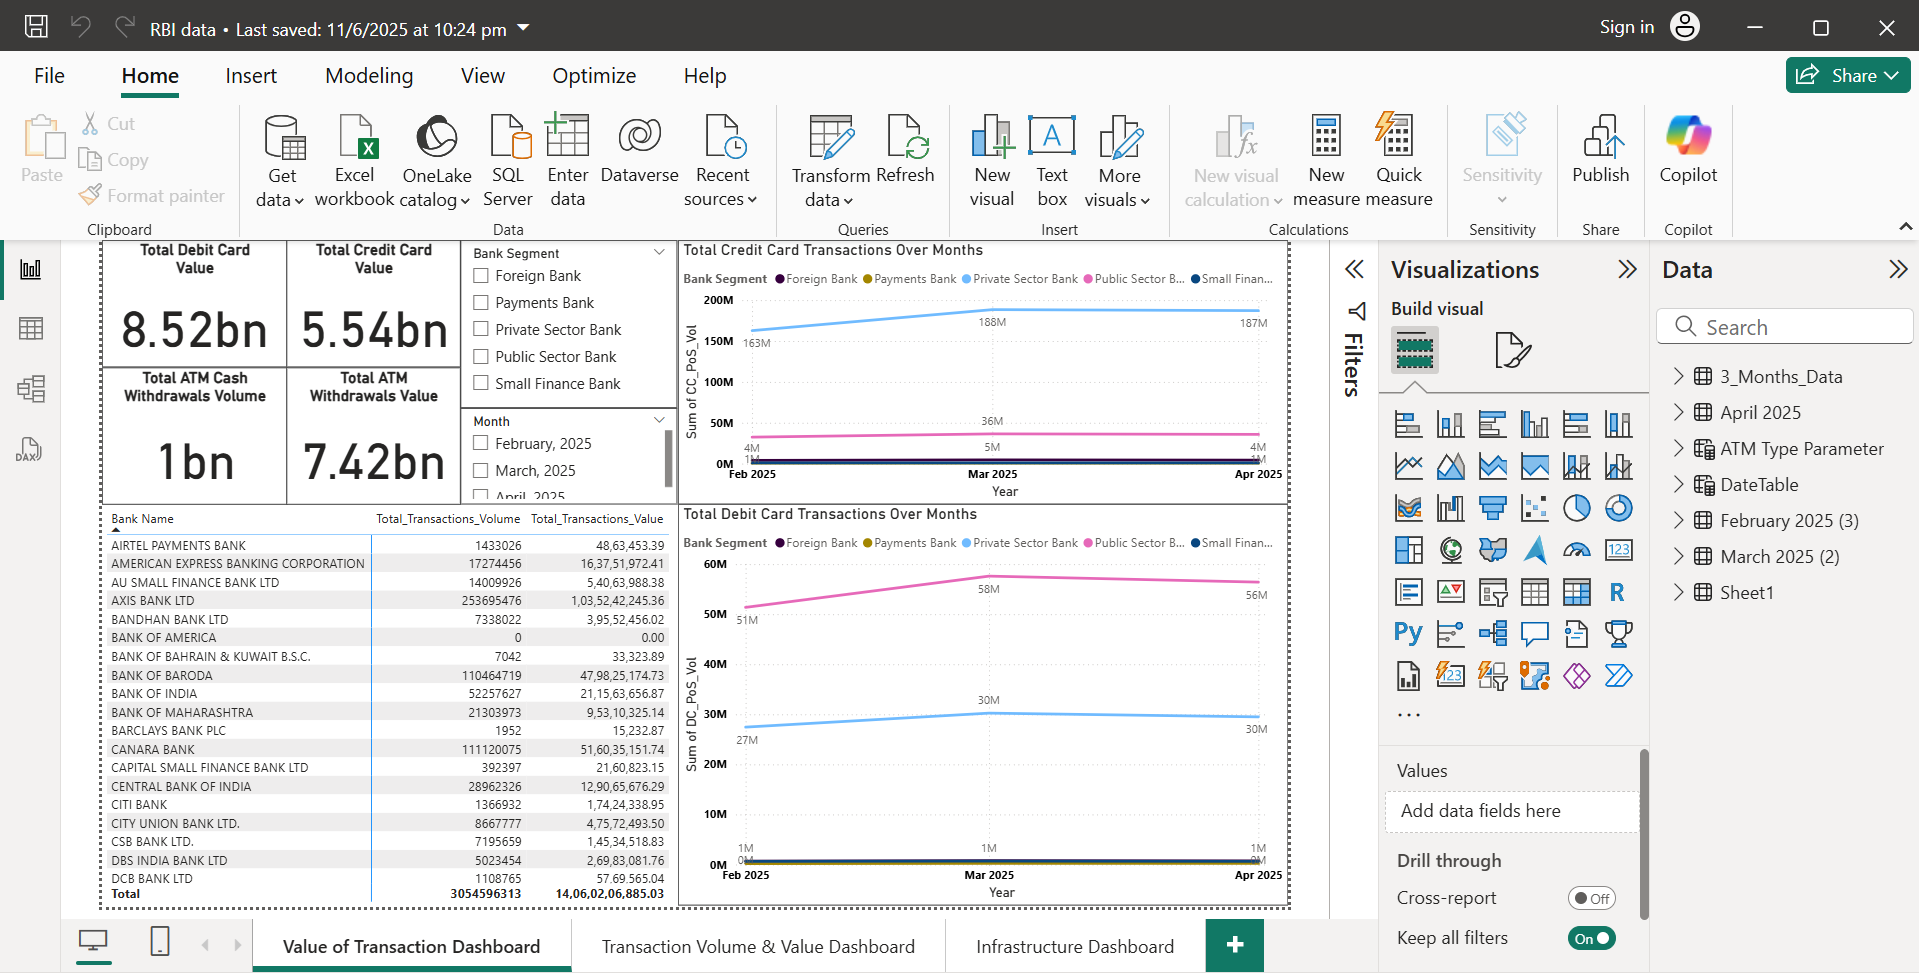 RBI data • Last saved: 11/6/2025 at 10:24 pm
Sign in
File Home Insert Modeling View Optimize Help
Share
Paste
Cut
Copy
Format painter
Clipboard
Get data
Excel workbook
OneLake catalog
SQL Server
Enter data
Dataverse
Recent sources
Data
Transform data
Refresh
Queries
New visual
Text box
More visuals
Insert
New visual calculation
New measure
Quick measure
Calculations
Sensitivity
Sensitivity
Publish
Share
Copilot
Copilot
Total Debit Card Value
8.52bn
Total Credit Card Value
5.54bn
Total ATM Cash Withdrawals Volume
1bn
Total ATM Withdrawals Value
7.42bn
Bank Segment
Foreign Bank
Payments Bank
Private Sector Bank
Public Sector Bank
Small Finance Bank
Month
February, 2025
March, 2025
April, 2025
Total Credit Card Transactions Over Months
Bank Segment Foreign Bank Payments Bank Private Sector Bank Public Sector B... Small Finan...
Sum of CC_PoS_Vol
200M
150M
100M
50M
0M
163M
188M
187M
4M
36M
5M
4M
1M
1M
Feb 2025 Mar 2025 Apr 2025
Year
Bank Name Total_Transactions_Volume Total_Transactions_Value
AIRTEL PAYMENTS BANK 1433026 48,63,453.39
AMERICAN EXPRESS BANKING CORPORATION 17274456 16,37,51,972.41
AU SMALL FINANCE BANK LTD 14009926 5,40,63,988.38
AXIS BANK LTD 253695476 1,03,52,42,245.36
BANDHAN BANK LTD 7338022 3,95,52,456.02
BANK OF AMERICA 0 0.00
BANK OF BAHRAIN & KUWAIT B.S.C. 7042 33,323.89
BANK OF BARODA 110464719 47,98,25,174.73
BANK OF INDIA 52257627 21,15,63,656.87
BANK OF MAHARASHTRA 21303973 9,53,10,325.14
BARCLAYS BANK PLC 1952 15,232.87
CANARA BANK 111120075 51,60,35,151.74
CAPITAL SMALL FINANCE BANK LTD 392397 21,60,823.15
CENTRAL BANK OF INDIA 28962326 12,90,65,676.29
CITI BANK 1366932 1,74,24,338.95
CITY UNION BANK LTD. 8667777 4,75,72,493.50
CSB BANK LTD. 7195659 1,45,34,518.83
DBS INDIA BANK LTD 5023454 2,69,83,081.76
DCB BANK LTD 1108765 57,69,565.04
Total 3054596313 14,06,02,06,885.03
Total Debit Card Transactions Over Months
Bank Segment Foreign Bank Payments Bank Private Sector Bank Public Sector B... Small Finan...
Sum of DC_PoS_Vol
60M
50M
40M
30M
20M
10M
0M
51M
58M
56M
27M
30M
30M
1M
0M
1M
1M
0M
Feb 2025 Mar 2025 Apr 2025
Year
Filters
Visualizations
Build visual
123
R
Py
123
...
Values
Add data fields here
Drill through
Cross-report Off
Keep all filters On
Data
Search
3_Months_Data
April 2025
ATM Type Parameter
DateTable
February 2025 (3)
March 2025 (2)
Sheet1
DAX
Value of Transaction Dashboard
Transaction Volume & Value Dashboard
Infrastructure Dashboard
+